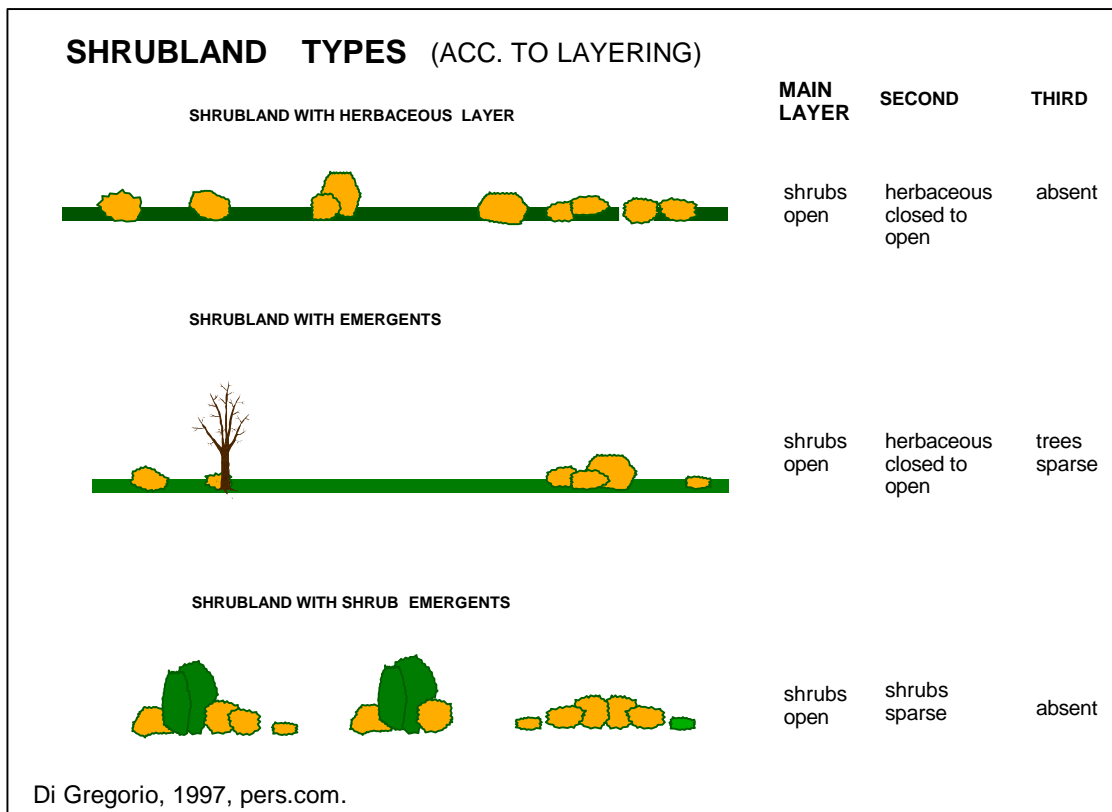 SHRUBLAND TYPES (ACC. TO LAYERING)
MAIN
LAYER
SECOND
THIRD
SHRUBLAND WITH HERBACEOUS LAYER
shrubs
open
herbaceous
closed to
open
absent
SHRUBLAND WITH EMERGENTS
shrubs
open
herbaceous
closed to
open
trees
sparse
SHRUBLAND WITH SHRUB EMERGENTS
shrubs
open
shrubs
sparse
absent
Di Gregorio, 1997, pers.com.